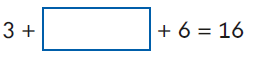 3 + + 6 = 16